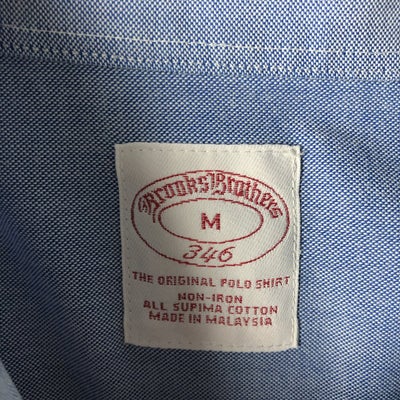 Brooks Brothers
M
346
THE ORIGINAL POLO SHIRT
NON-IRON
ALL SUPIMA COTTON
MADE IN MALAYSIA